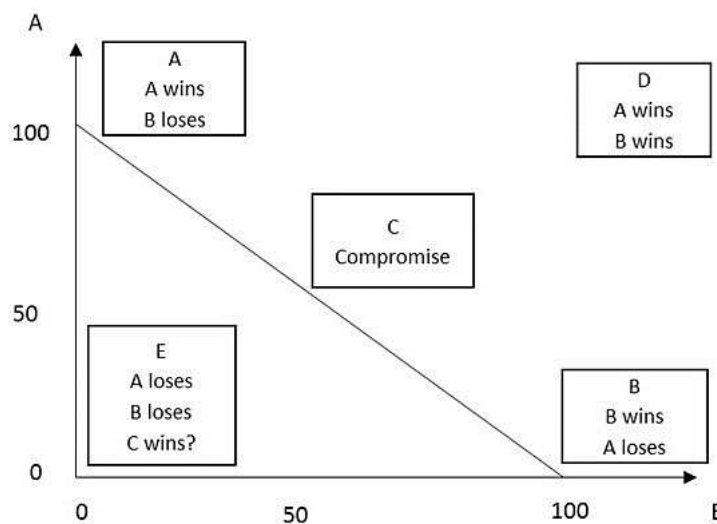 A
A
A wins
B loses
D
A wins
B wins
100
C
Compromise
50
E
A loses
B loses
C wins?
B
B wins
A loses
0
0
50
100
B